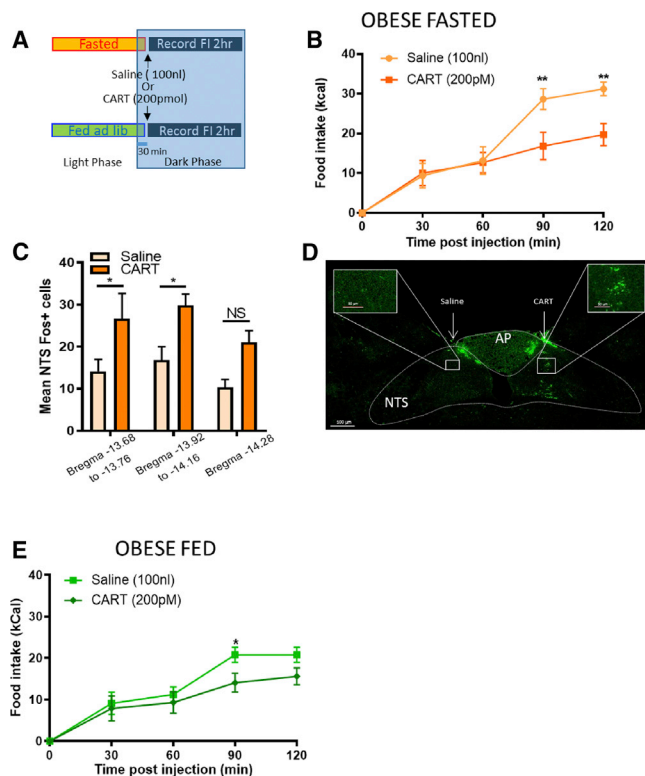 A
Fasted
Record FI 2hr
Saline ( 100nl)
Or
CART (200pmol)
Fed ad lib
Record FI 2hr
30 min
Light Phase
Dark Phase
OBESE FASTED
B
Saline (100nl)
CART (200pM)
**
**
Food intake (kcal)
40
30
20
10
0
0 30 60 90 120
Time post injection (min)
C
Saline
CART
*
*
NS
Mean NTS Fos+ cells
40
30
20
10
0
Bregma -13.68
to -13.76
Bregma -13.92
to -14.16
Bregma -14.28
D
Saline
CART
AP
NTS
100 µm
E
OBESE FED
Saline (100nl)
CART (200pM)
*
Food intake (kCal)
40
30
20
10
0
0 30 60 90 120
Time post injection (min)